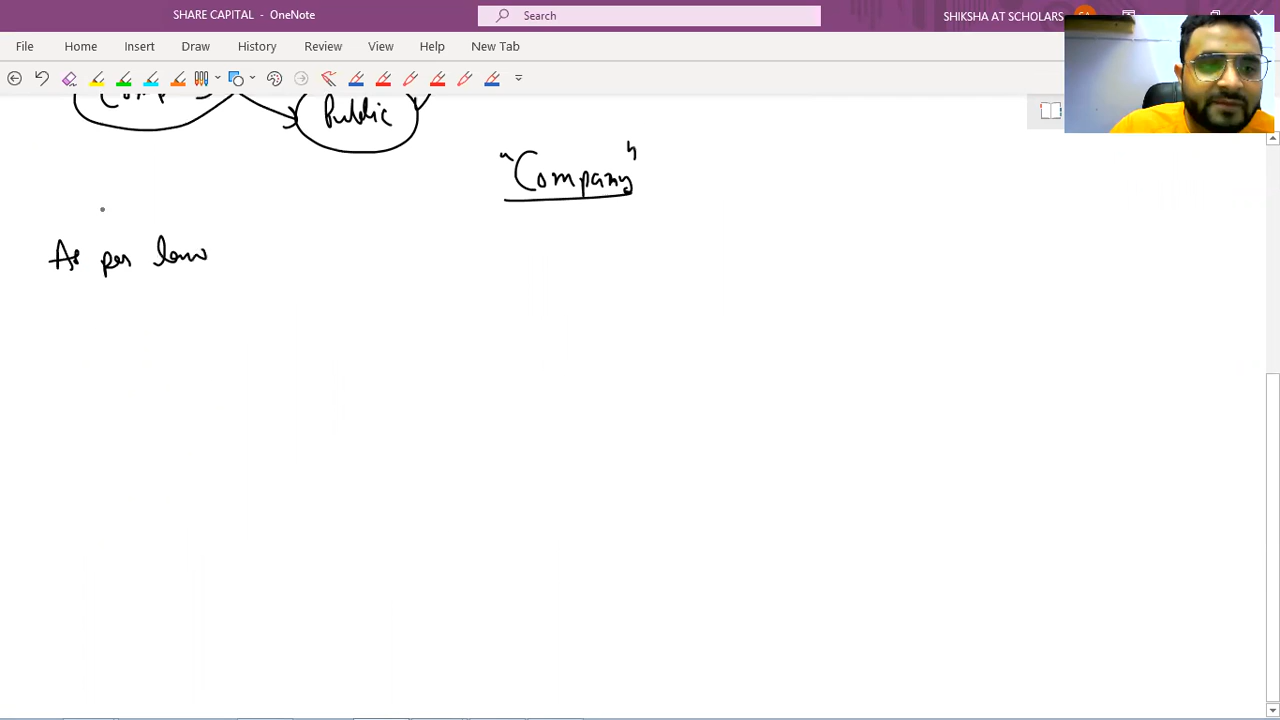 SHARE CAPITAL - OneNote
Search
SHIKSHA AT SCHOLARS
File Home Insert Draw History Review View Help New Tab
Public
"Company"
As per law